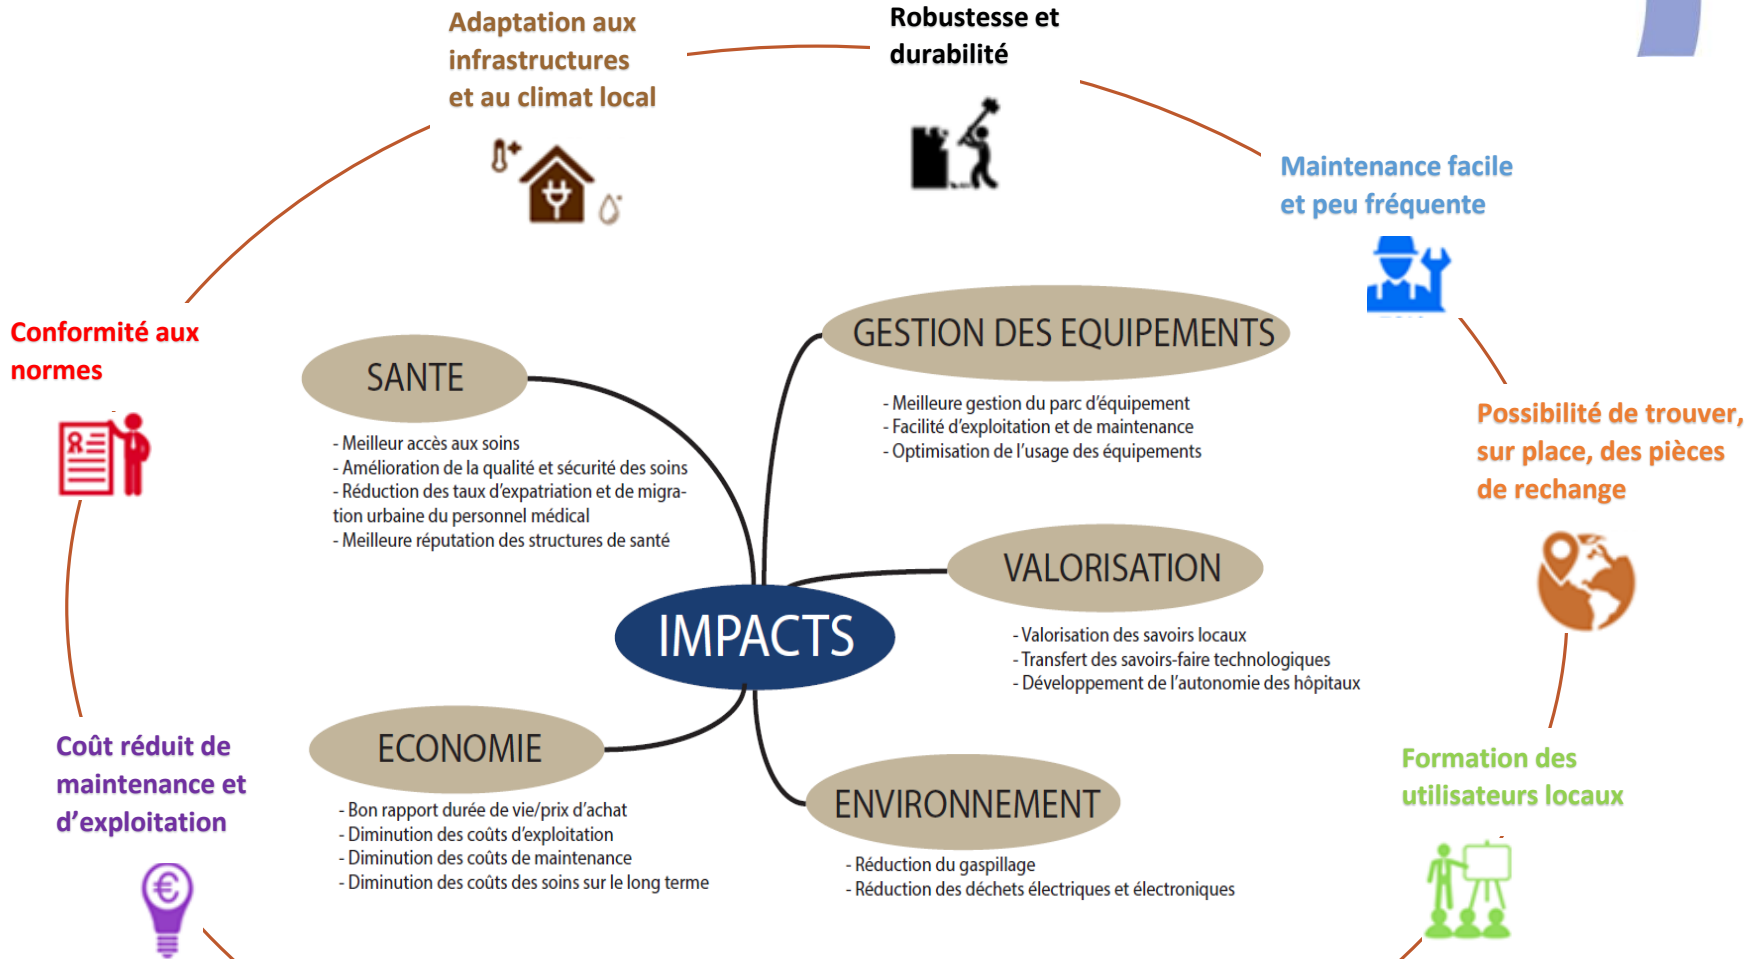 Adaptation aux
infrastructures
et au climat local
Robustesse et
durabilité
Maintenance facile
et peu fréquente
Conformité aux
normes
Possibilité de trouver,
sur place, des pièces
de rechange
Coût réduit de
maintenance et
d’exploitation
€
Formation des
utilisateurs locaux
SANTE
- Meilleur accès aux soins
- Amélioration de la qualité et sécurité des soins
- Réduction des taux d’expatriation et de migra-
tion urbaine du personnel médical
- Meilleure réputation des structures de santé
GESTION DES EQUIPEMENTS
- Meilleure gestion du parc d’équipement
- Facilité d’exploitation et de maintenance
- Optimisation de l’usage des équipements
VALORISATION
- Valorisation des savoirs locaux
- Transfert des savoirs-faire technologiques
- Développement de l’autonomie des hôpitaux
IMPACTS
ECONOMIE
- Bon rapport durée de vie/prix d’achat
- Diminution des coûts d’exploitation
- Diminution des coûts de maintenance
- Diminution des coûts des soins sur le long terme
ENVIRONNEMENT
- Réduction du gaspillage
- Réduction des déchets électriques et électroniques